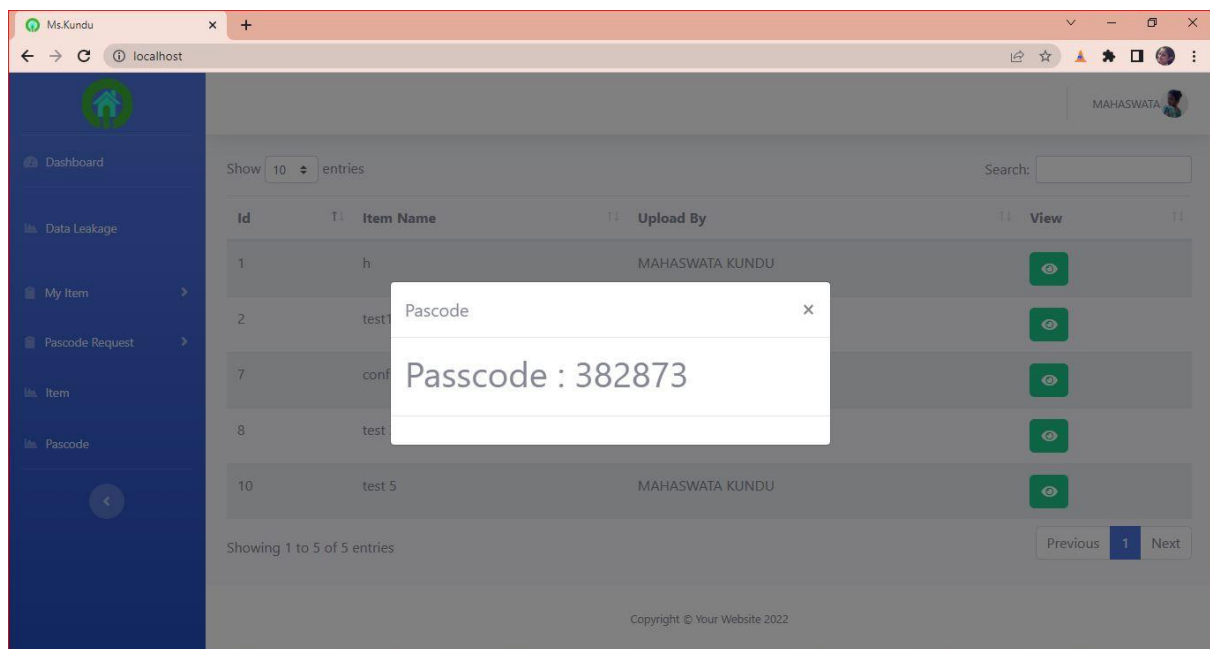 Ms.Kundu
localhost
MAHASWATA
Dashboard
Data Leakage
My Item
Pascode Request
Item
Pascode
Show 10 entries
Search:
Id Item Name Upload By View
1 h MAHASWATA KUNDU
2 test1
7 conf
8 test
10 test 5 MAHASWATA KUNDU
Pascode ×
Passcode : 382873
Showing 1 to 5 of 5 entries
Previous 1 Next
Copyright © Your Website 2022